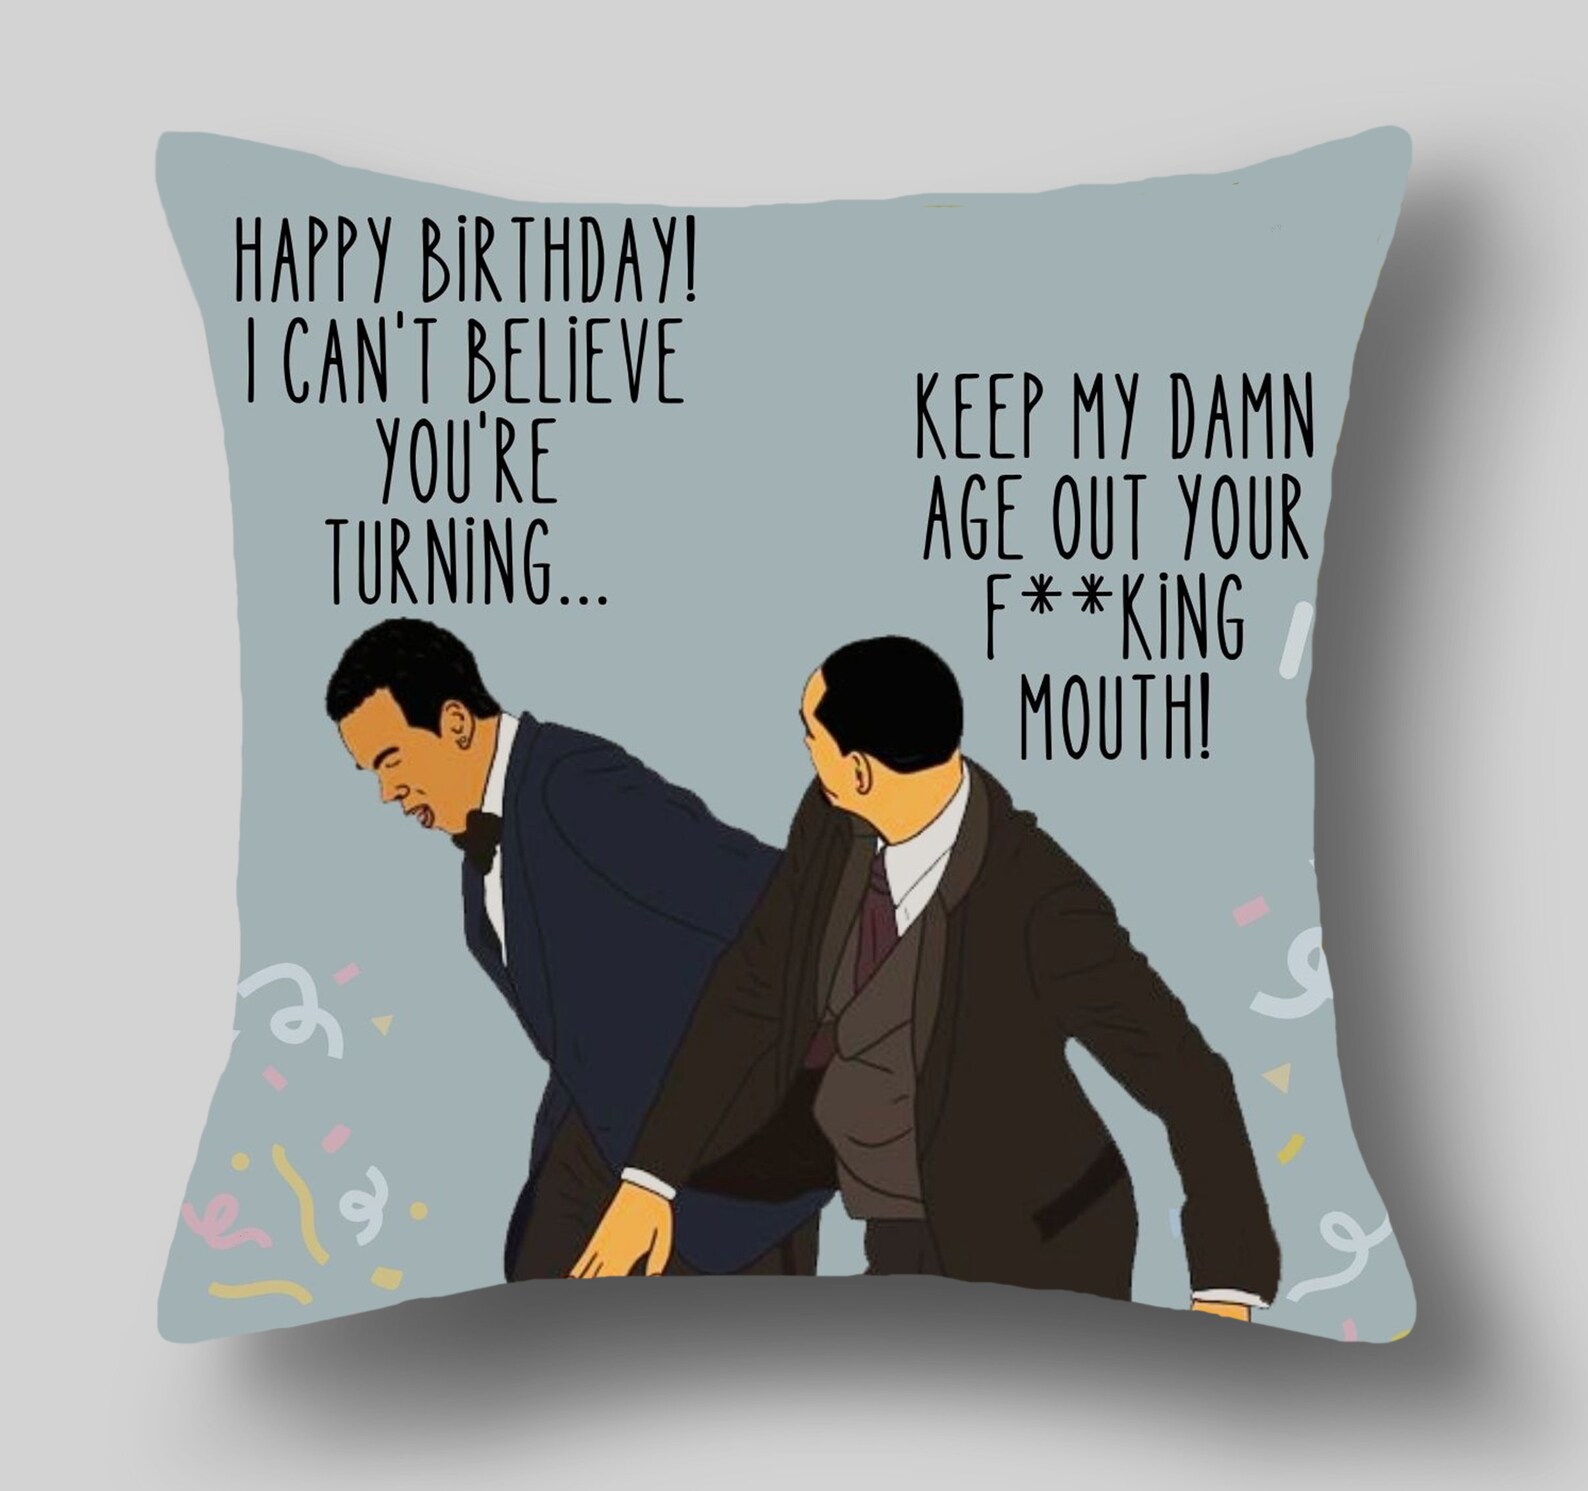 HAPPY BiRTHDAY!
I CAN'T BELiEVE
YOU'RE
TURNiNG...
KEEP MY DAMN
AGE OUT YOUR
F**KiNG
MOUTH!